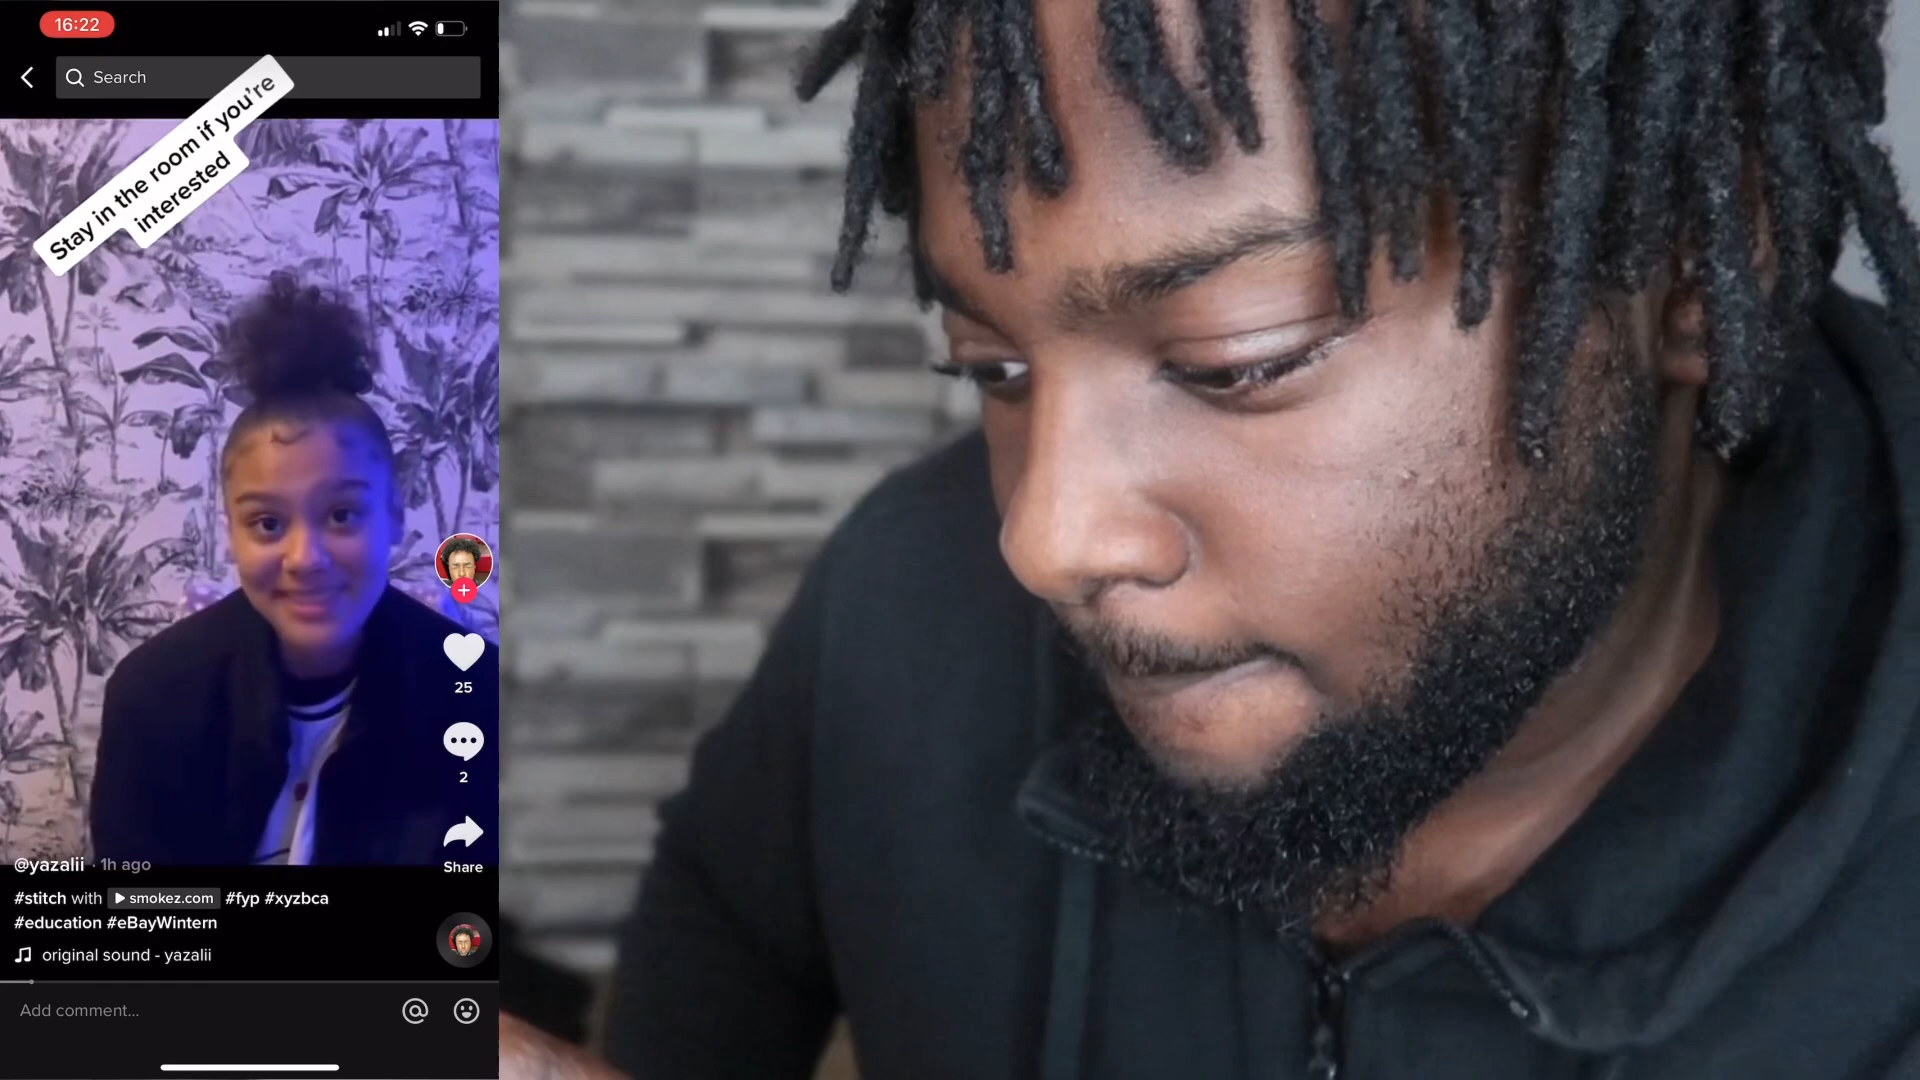 16:22
Search
Stay in the room if you're
interested
25
2
Share
@yazalii · 1h ago
#stitch with smokez.com #fyp #xyzbca
#education #eBayWintern
original sound - yazalii
Add comment...